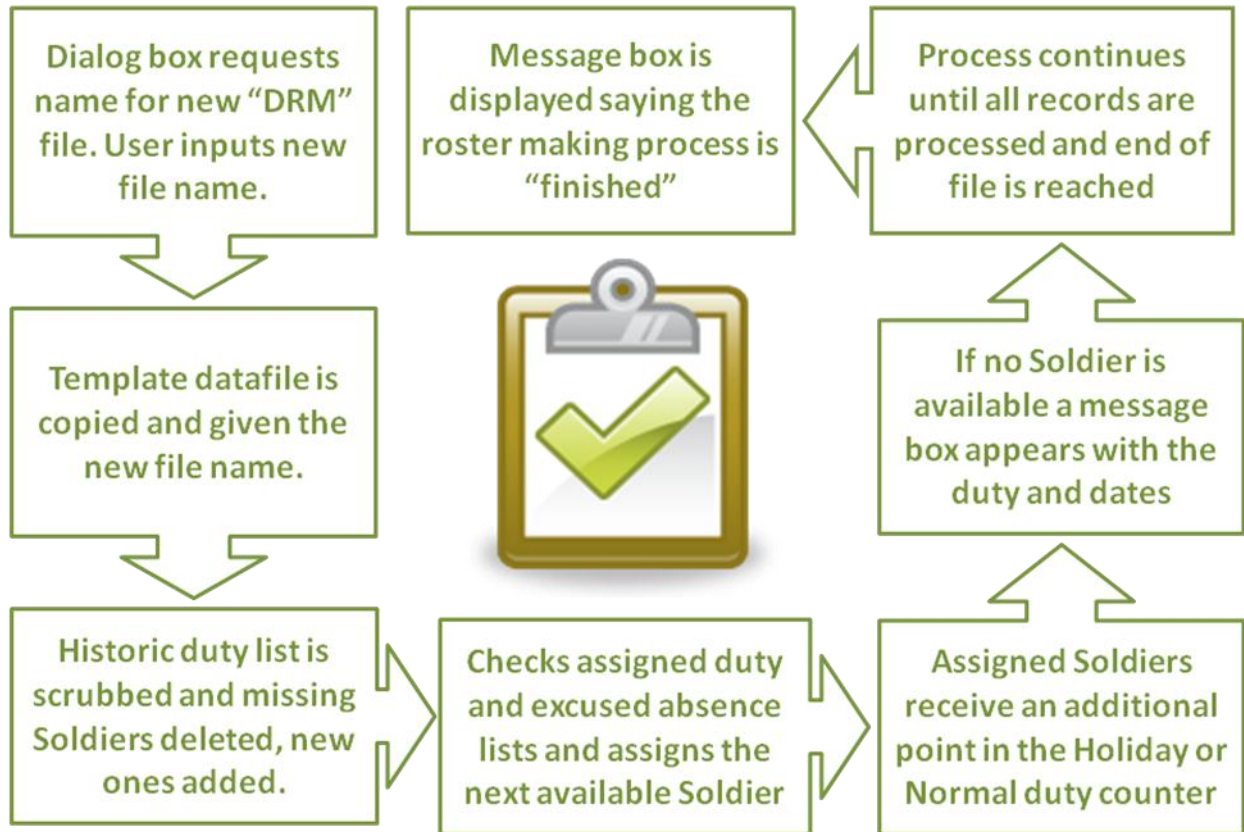 Dialog box requests
name for new “DRM”
file. User inputs new
file name.
Template datafile is
copied and given the
new file name.
Historic duty list is
scrubbed and missing
Soldiers deleted, new
ones added.
Checks assigned duty
and excused absence
lists and assigns the
next available Soldier
Assigned Soldiers
receive an additional
point in the Holiday or
Normal duty counter
If no Soldier is
available a message
box appears with the
duty and dates
Process continues
until all records are
processed and end of
file is reached
Message box is
displayed saying the
roster making process is
“finished”